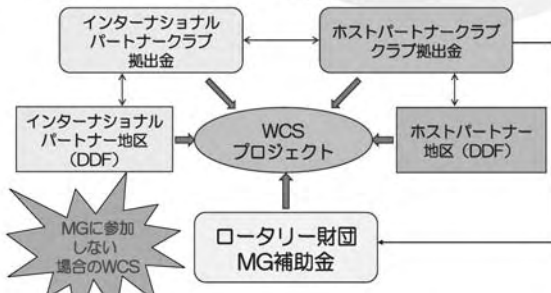 インターナショナル
パートナークラブ
拠出金
ホストパートナークラブ
クラブ拠出金
インターナショナル
パートナー地区
(DDF)
WCS
プロジェクト
ホストパートナー
地区(DDF)
MGに参加
しない
場合のWCS
ロータリー財団
MG補助金